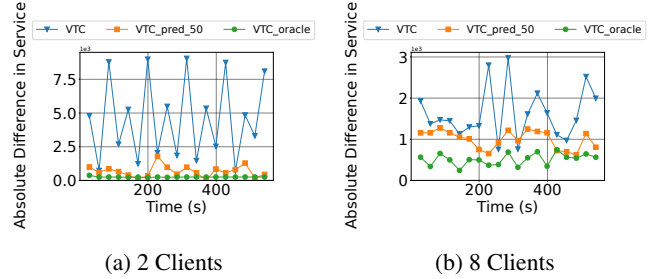 VTC VTC_pred_50 VTC_oracle
1e3
Absolute Difference in Service
7.5
5.0
2.5
0.0
200 400
Time (s)
(a) 2 Clients
VTC VTC_pred_50 VTC_oracle
1e3
Absolute Difference in Service
3
2
1
0
200 400
Time (s)
(b) 8 Clients